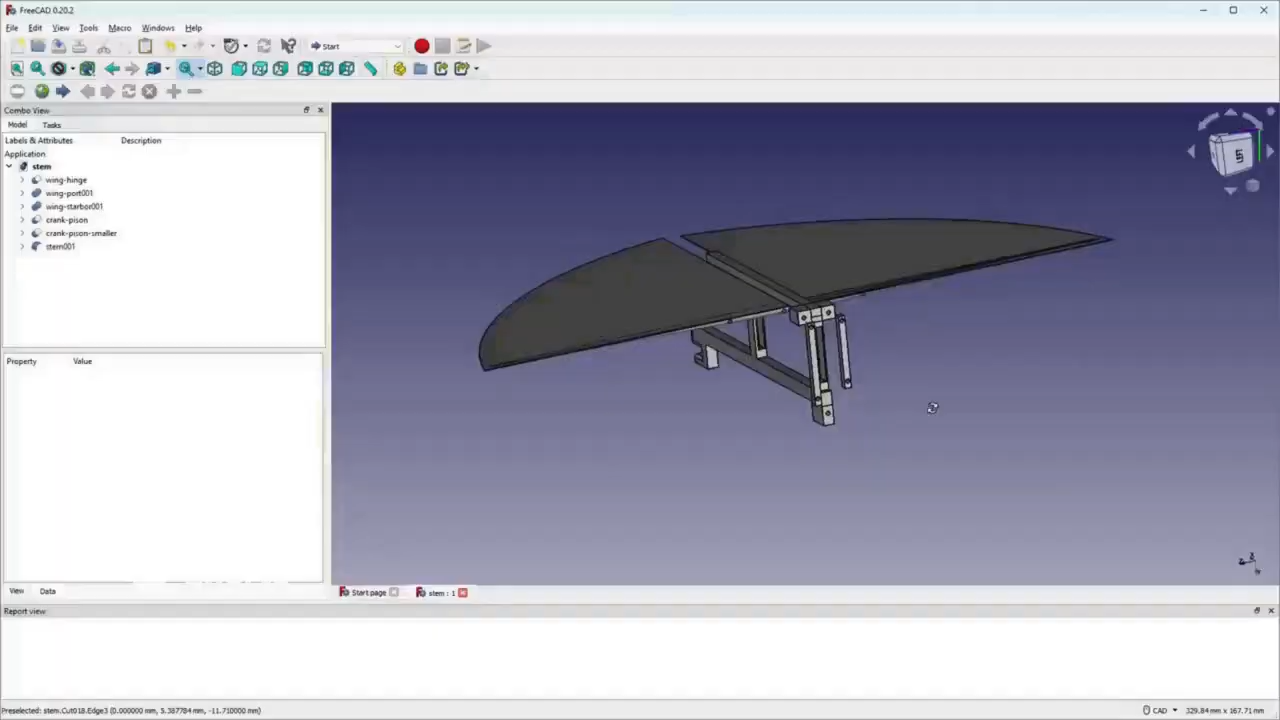 FreeCAD 0.20.2
File Edit View Tools Macro Windows Help
Start
Combo View
Model Tasks
Labels & Attributes Description
Application
stem
wing-hinge
wing-port001
wing-starbor001
crank-pison
crank-pison-smaller
stem001
Property Value
View Data
Start page stem : 1
Report view
Preselected: stem.Cut018.Edge3 (0.000000 mm, 5.387784 mm, -11.710000 mm) CAD 329.84 mm x 167.71 mm